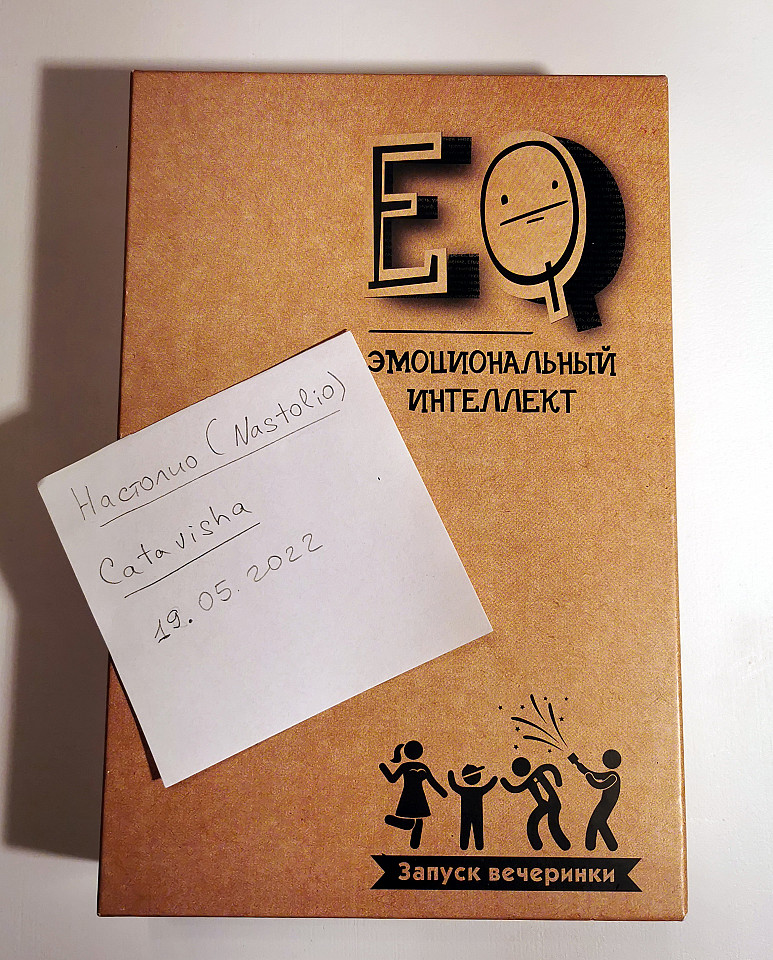 EQ
ЭМОЦИОНАЛЬНЫЙ
ИНТЕЛЛЕКТ
Настолио (Nastolio)
Catavisha
19.05.2022
Запуск вечеринки